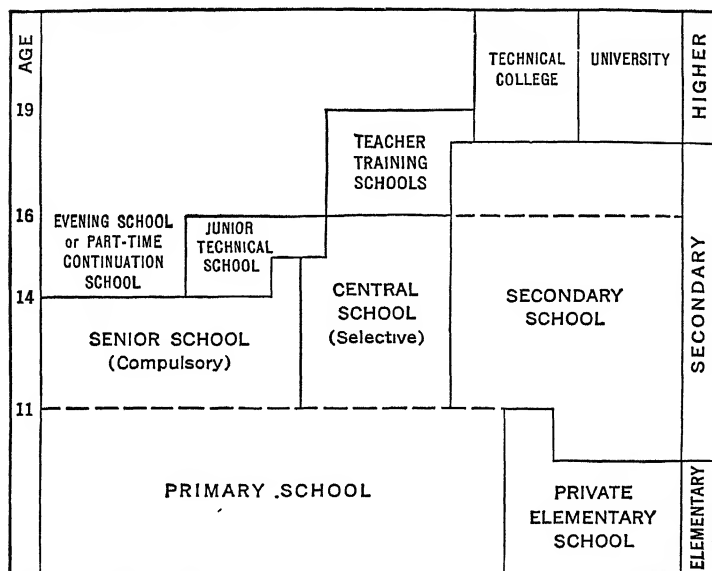 AGE
19
16
14
11
TECHNICAL
COLLEGE
UNIVERSITY
HIGHER
TEACHER
TRAINING
SCHOOLS
EVENING SCHOOL
or PART-TIME
CONTINUATION
SCHOOL
JUNIOR
TECHNICAL
SCHOOL
CENTRAL
SCHOOL
(Selective)
SECONDARY
SCHOOL
SECONDARY
SENIOR SCHOOL
(Compulsory)
PRIMARY SCHOOL
PRIVATE
ELEMENTARY
SCHOOL
ELEMENTARY